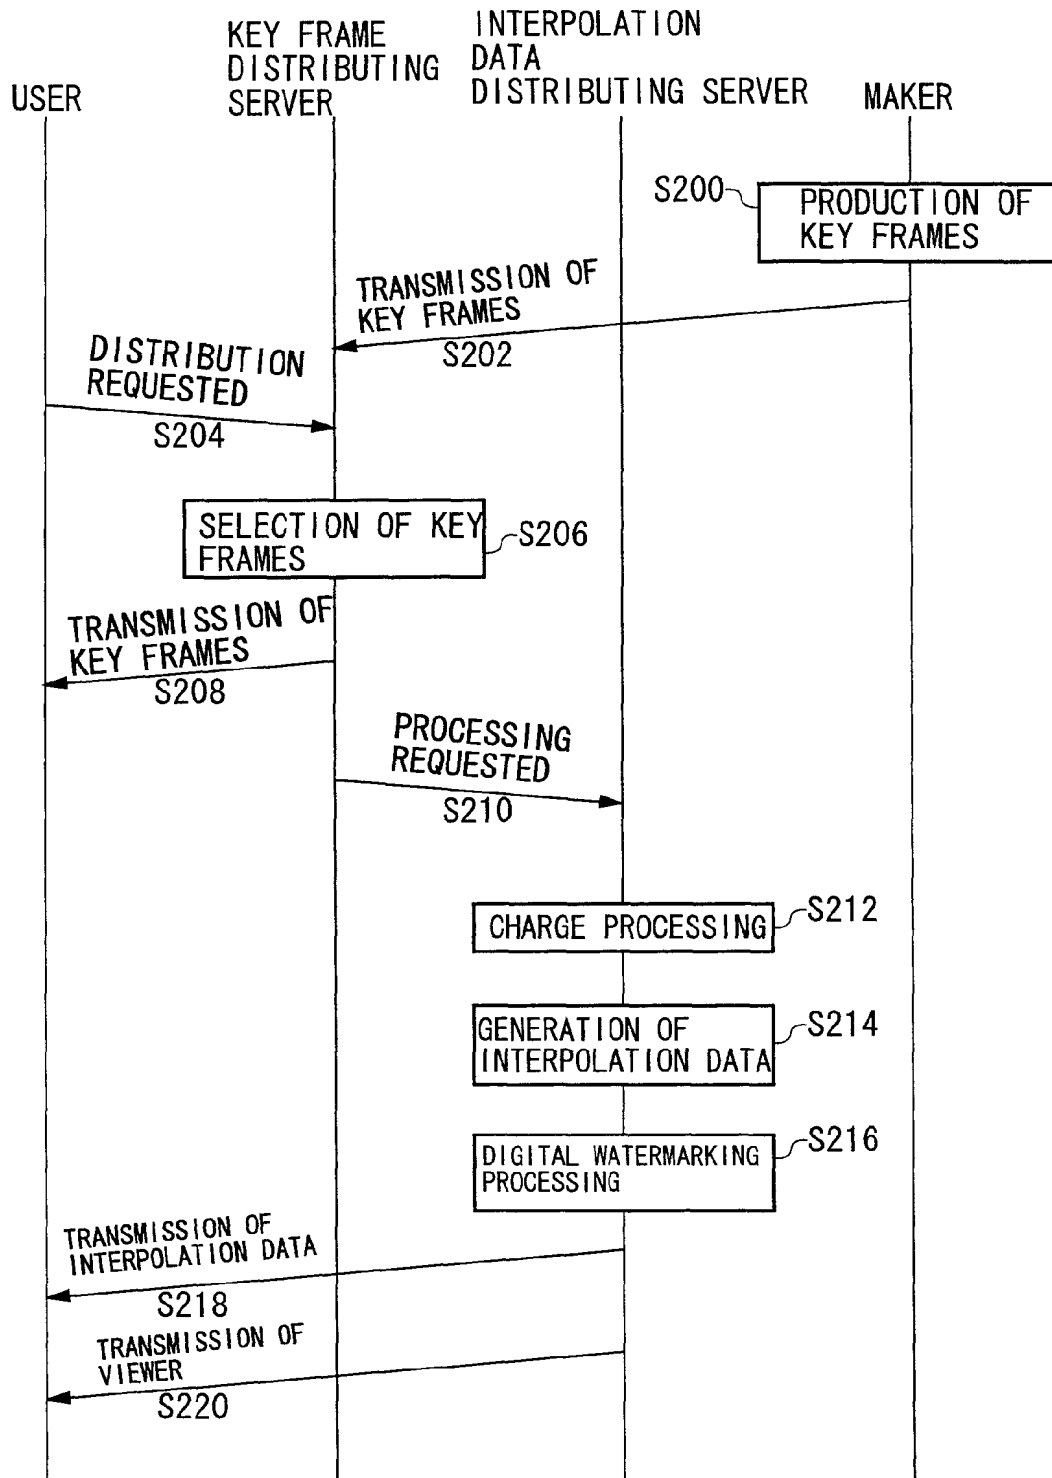 USER
KEY FRAME
DISTRIBUTING
SERVER
INTERPOLATION
DATA
DISTRIBUTING SERVER
MAKER
S200
PRODUCTION OF
KEY FRAMES
TRANSMISSION OF
KEY FRAMES
S202
DISTRIBUTION
REQUESTED
S204
SELECTION OF KEY
FRAMES
S206
TRANSMISSION OF
KEY FRAMES
S208
PROCESSING
REQUESTED
S210
CHARGE PROCESSING
S212
GENERATION OF
INTERPOLATION DATA
S214
DIGITAL WATERMARKING
PROCESSING
S216
TRANSMISSION OF
INTERPOLATION DATA
S218
TRANSMISSION OF
VIEWER
S220